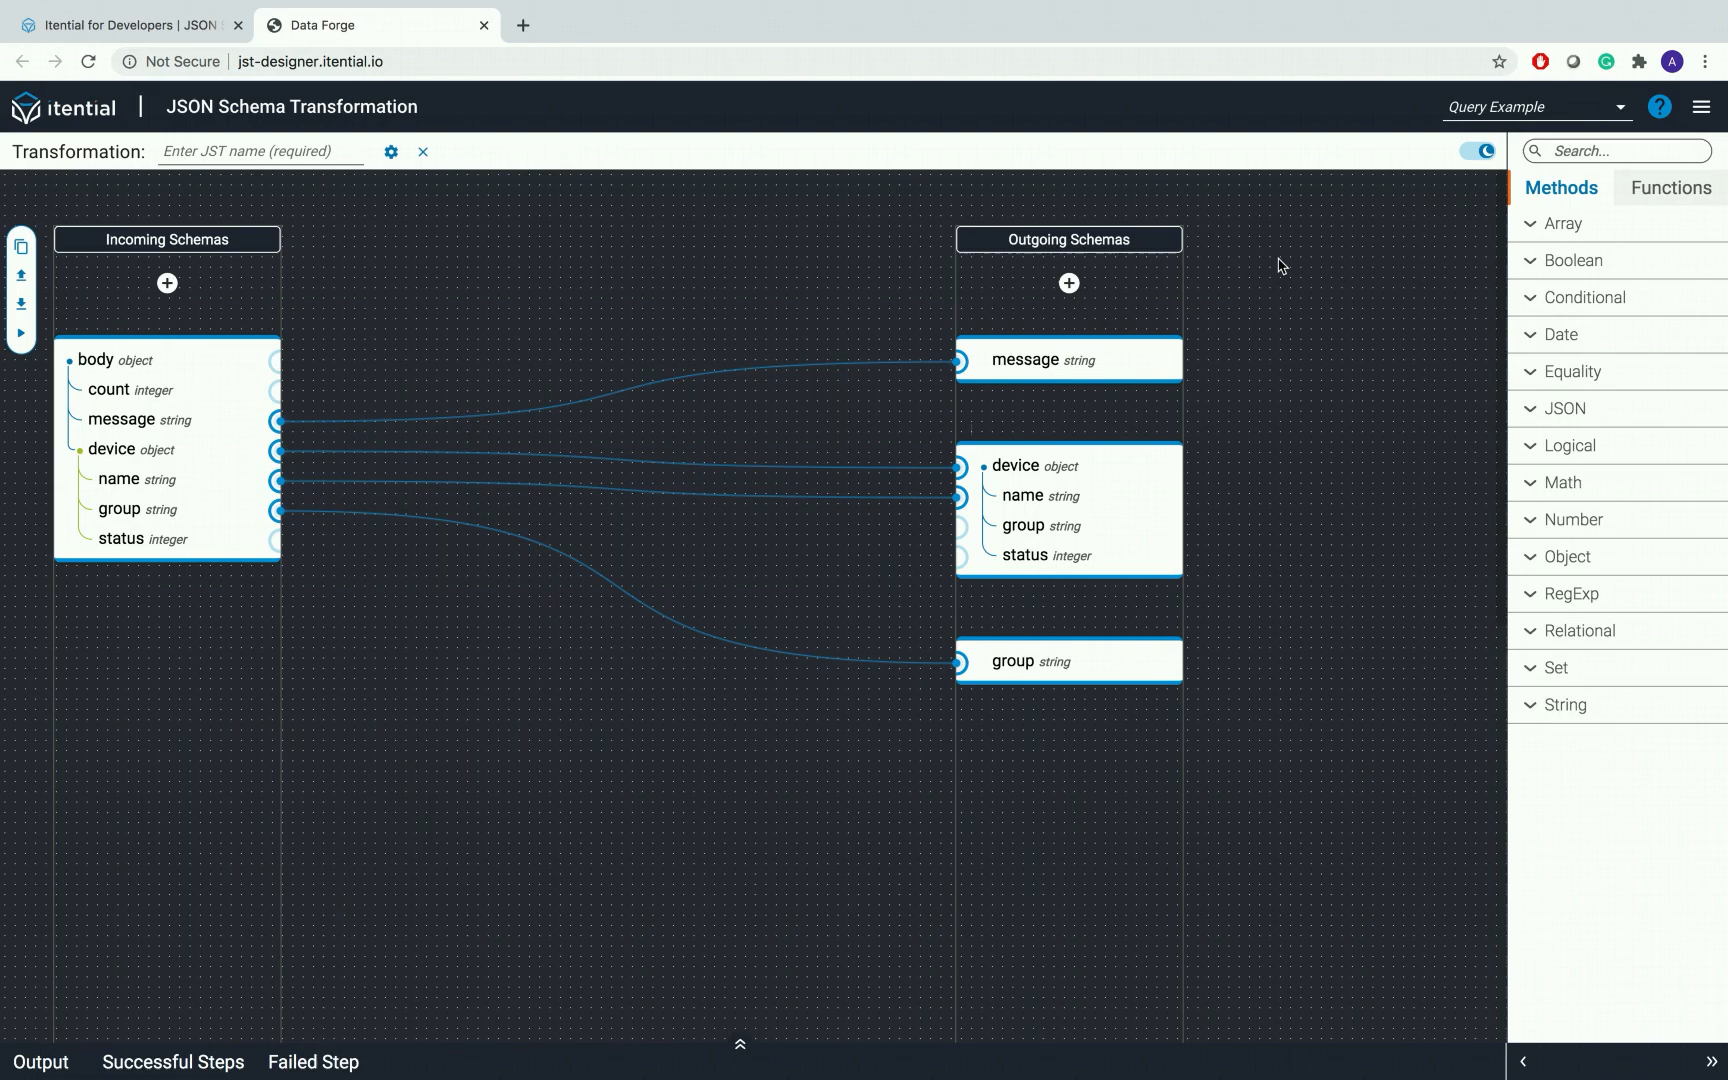 Itential for Developers | JSON S
Data Forge
Not Secure
jst-designer.itential.io
A
itential | JSON Schema Transformation
Query Example
?
Transformation:
Enter JST name (required)
Search...
Methods
Functions
Array
Boolean
Conditional
Date
Equality
JSON
Logical
Math
Number
Object
RegExp
Relational
Set
String
Incoming Schemas
body object
count integer
message string
device object
name string
group string
status integer
Outgoing Schemas
message string
device object
name string
group string
status integer
group string
Output
Successful Steps
Failed Step